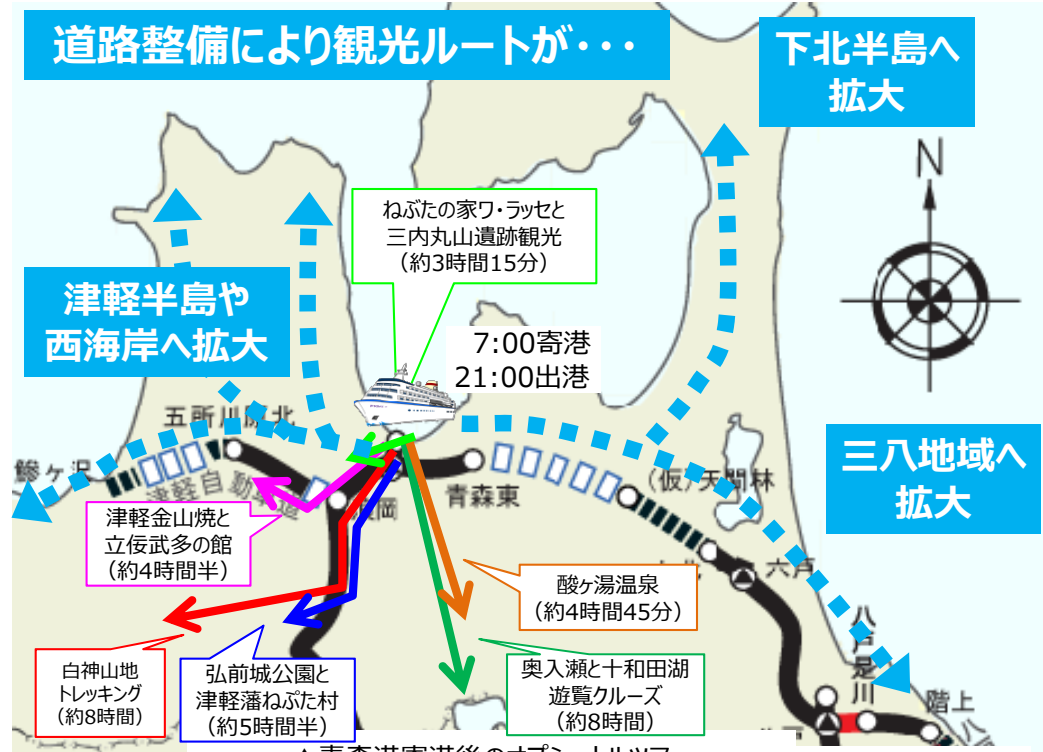 道路整備により観光ルートが・・・
下北半島へ
拡大
N
ねぶたの家ワ・ラッセと
三内丸山遺跡観光
（約3時間15分）
津軽半島や
西海岸へ拡大
7:00寄港
21:00出港
五所川原北
鰺ヶ沢
津軽自動車道
浪岡
青森東
(仮)天間林
三八地域へ
拡大
津軽金山焼と
立佞武多の館
（約4時間半）
六戸
酸ヶ湯温泉
（約4時間45分）
八戸是川
白神山地
トレッキング
(約8時間)
弘前城公園と
津軽藩ねぷた村
（約5時間半）
奥入瀬と十和田湖
遊覧クルーズ
（約8時間）
階上